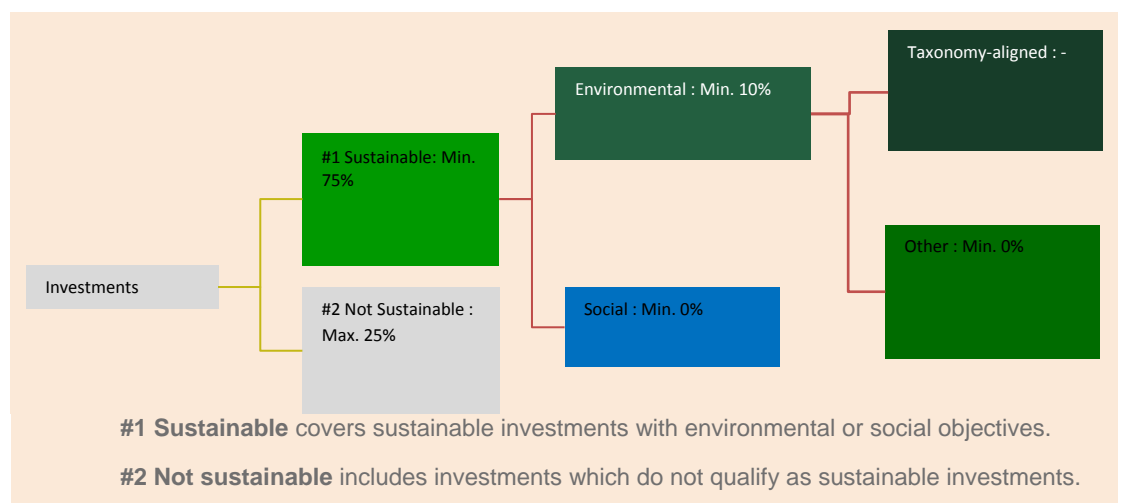 Investments
#1 Sustainable: Min.
75%
#2 Not Sustainable :
Max. 25%
Environmental : Min. 10%
Social : Min. 0%
Taxonomy-aligned : -
Other : Min. 0%
#1 Sustainable covers sustainable investments with environmental or social objectives.
#2 Not sustainable includes investments which do not qualify as sustainable investments.